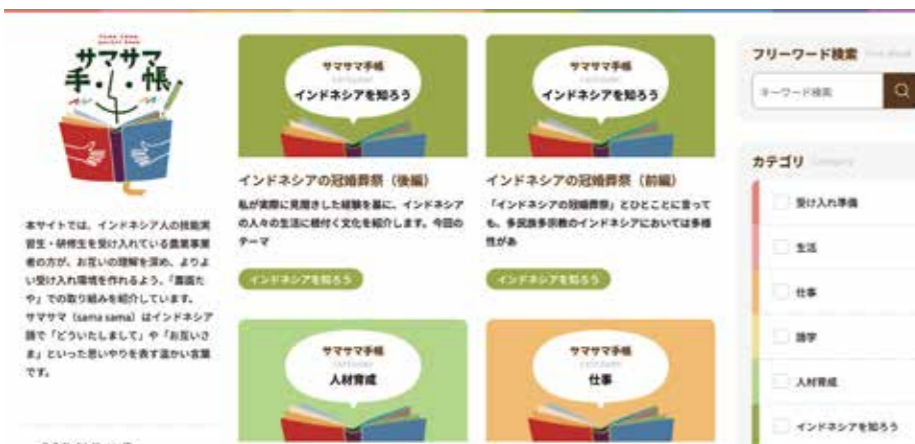 サマサマ
手帳
本サイトでは、インドネシア人の技能実
習生・研修生を受け入れている農業事業
者の方が、お互いの理解を深め、よりよ
い受け入れ環境を作れるよう、「農園た
や」での取り組みを紹介しています。
サマサマ（sama sama）はインドネシア
語で「どういたしまして」や「お互いさ
ま」といった思いやりを表す温かい言葉
です。
サマサマ手帳
インドネシアを知ろう
インドネシアの冠婚葬祭（後編）
私が実際に見聞きした経験を基に、インドネシア
の人々の生活に根付く文化を紹介します。今回の
テーマ
インドネシアを知ろう
サマサマ手帳
インドネシアを知ろう
インドネシアの冠婚葬祭（前編）
「インドネシアの冠婚葬祭」とひとことに言って
も、多民族多宗教のインドネシアにおいては多様
性があ
インドネシアを知ろう
サマサマ手帳
人材育成
サマサマ手帳
仕事
フリーワード検索
キーワード検索
カテゴリ
受け入れ準備
生活
仕事
語学
人材育成
インドネシアを知ろう